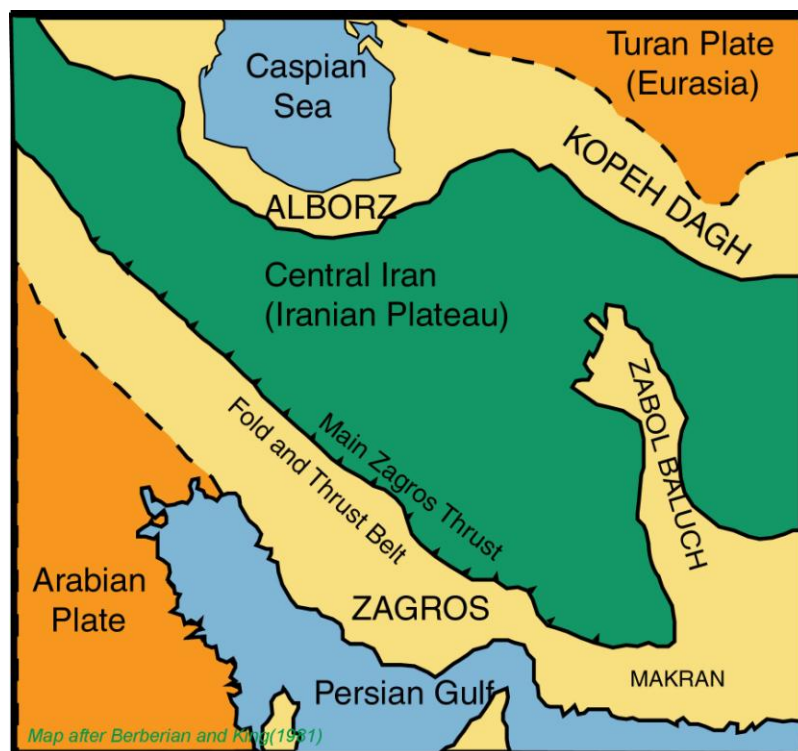 Caspian
Sea
Turan Plate
(Eurasia)
KOPEH DAGH
ALBORZ
Central Iran
(Iranian Plateau)
ZABOL BALUCH
Main Zagros Thrust
Fold and Thrust Belt
Arabian
Plate
ZAGROS
MAKRAN
Persian Gulf
Map after Berberian and King(1981)